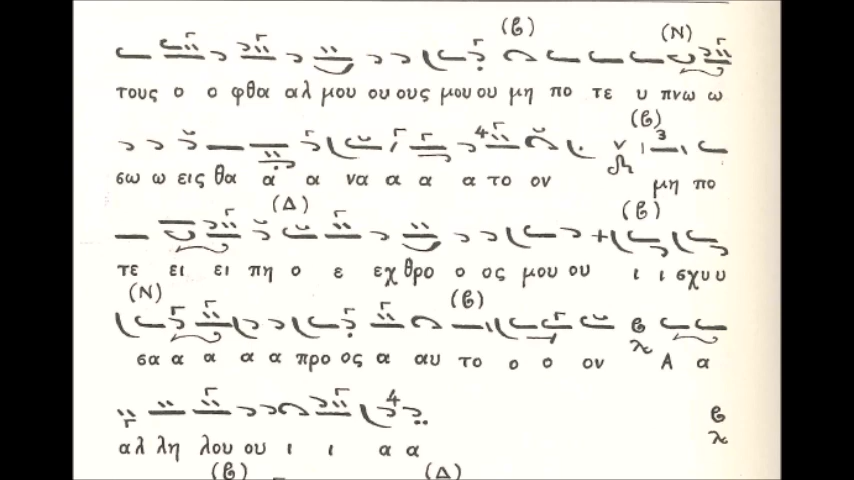 (ϐ) (Ν)
τους ο ο φθα αλ μου ου ους μου ου μη πο τε υ πνω ω
(ϐ)
σω ω εις θα α α να α α α α το ον μη πο
(Δ) (ϐ)
τε ει ει πη ο ε εχ θρο ο ος μου ου ι ι σχυ υ
(Ν) (ϐ)
σα α α α α προ ος α αυ το ο ο ον Α α
αλ λη λου ου ι ι α α
(ϐ) (Δ)